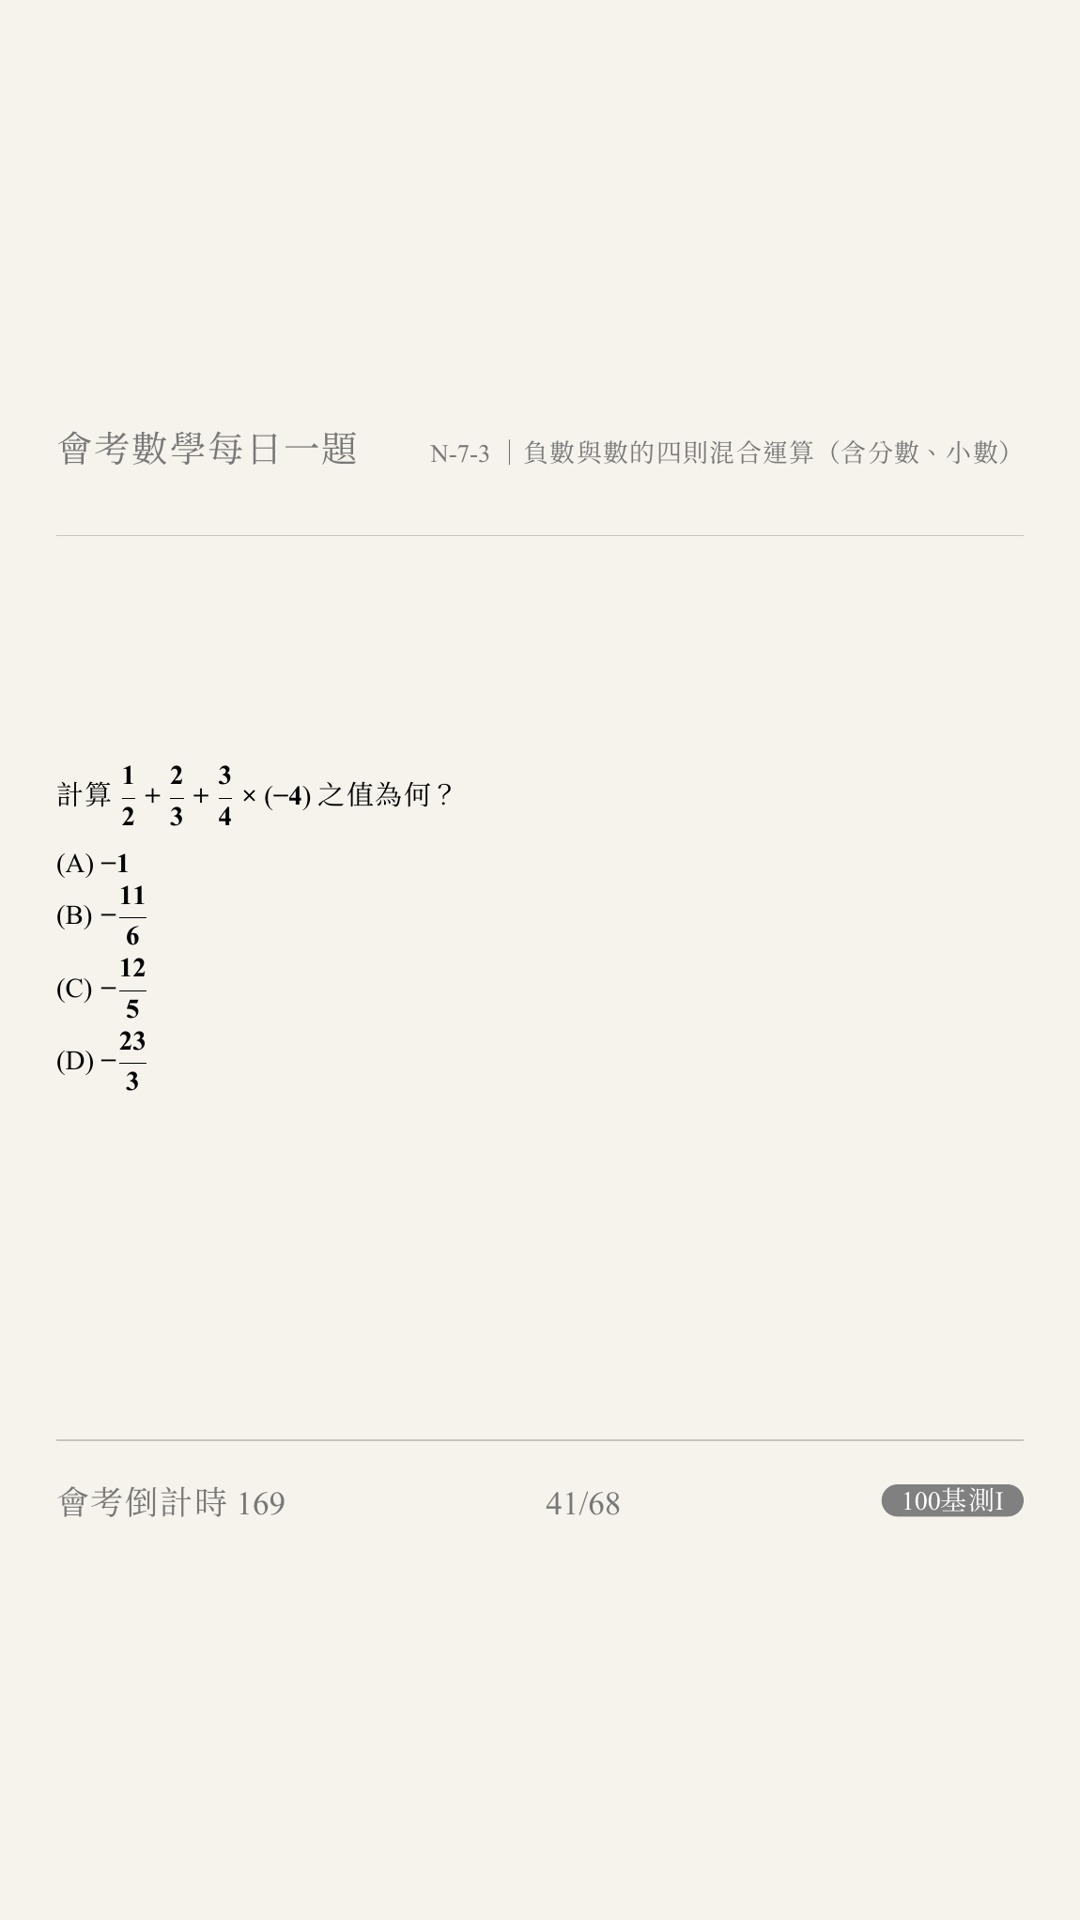 會考數學每日一題
N-7-3｜負數與數的四則混合運算（含分數、小數）
計算 1/2 + 2/3 + 3/4 × (−4) 之值為何？
(A) −1
(B) −11/6
(C) −12/5
(D) −23/3
會考倒計時 169
41/68
100基測I